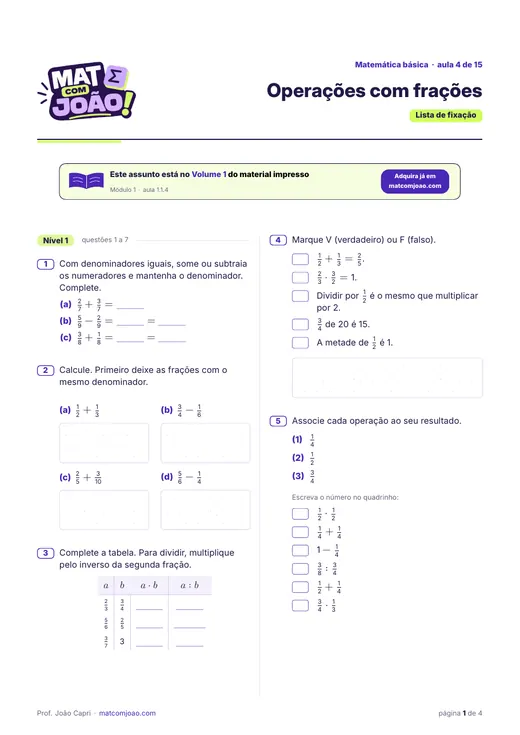 MAT Σ
COM
JOÃO!
Matemática básica · aula 4 de 15
Operações com frações
Lista de fixação
Este assunto está no Volume 1 do material impresso
Módulo 1 · aula 1.1.4
Adquira já em
matcomjoao.com
Nível 1 questões 1 a 7
1 Com denominadores iguais, some ou subtraia
os numeradores e mantenha o denominador.
Complete.
(a) 2/7 + 3/7 = ____
(b) 5/9 − 2/9 = ____ = ____
(c) 3/8 + 1/8 = ____ = ____
2 Calcule. Primeiro deixe as frações com o
mesmo denominador.
(a) 1/2 + 1/3 (b) 3/4 − 1/6
(c) 2/5 + 3/10 (d) 5/6 − 1/4
3 Complete a tabela. Para dividir, multiplique
pelo inverso da segunda fração.
a b a · b a : b
2/3 3/4 ____ ____
5/6 2/5 ____ ____
3/7 3 ____ ____
4 Marque V (verdadeiro) ou F (falso).
1/2 + 1/3 = 2/5.
2/3 · 3/2 = 1.
Dividir por 1/2 é o mesmo que multiplicar
por 2.
3/4 de 20 é 15.
A metade de 1/2 é 1.
5 Associe cada operação ao seu resultado.
(1) 1/4
(2) 1/2
(3) 3/4
Escreva o número no quadrinho:
1/2 · 1/2
1/4 + 1/4
1 − 1/4
3/8 : 3/4
1/2 + 1/4
3/4 · 1/3
Prof. João Capri · matcomjoao.com
página 1 de 4